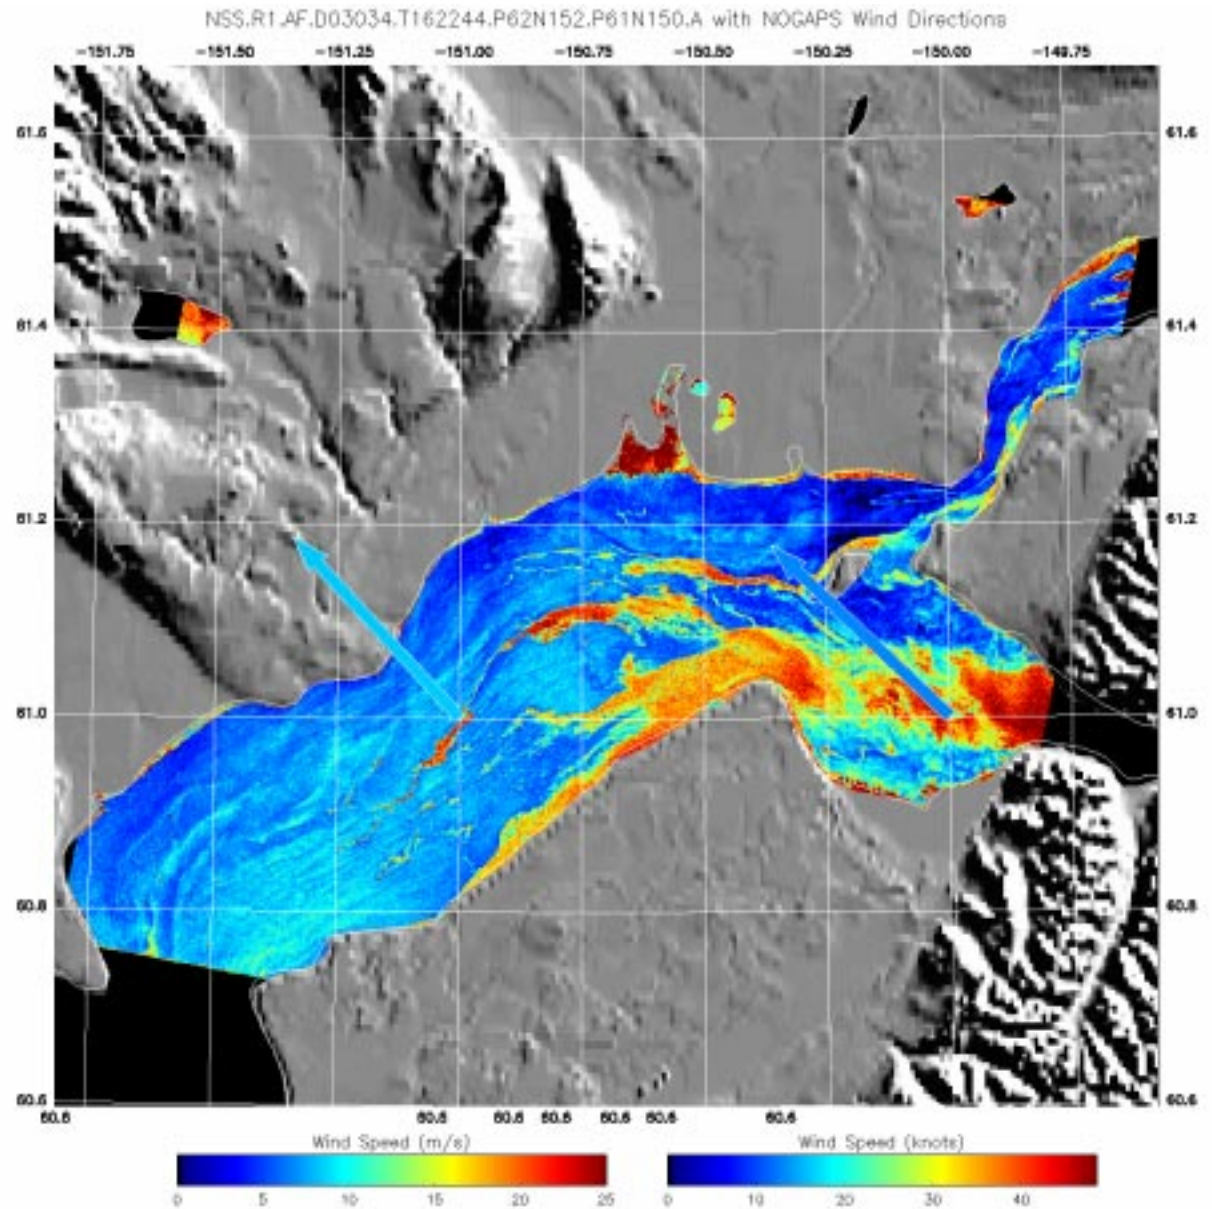 NSS.R1.AF.D03034.T162244.P62N152.P61N150.A with NOGAPS Wind Directions
-151.75 -151.50 -151.25 -151.00 -150.75 -150.50 -150.25 -150.00 -149.75
61.6 61.6
61.4 61.4
61.2 61.2
61.0 61.0
60.8 60.8
60.6 60.6
60.6 60.6 60.6 60.6 60.6 60.6 60.6
Wind Speed (m/s) Wind Speed (knots)
0 5 10 15 20 25 0 10 20 30 40